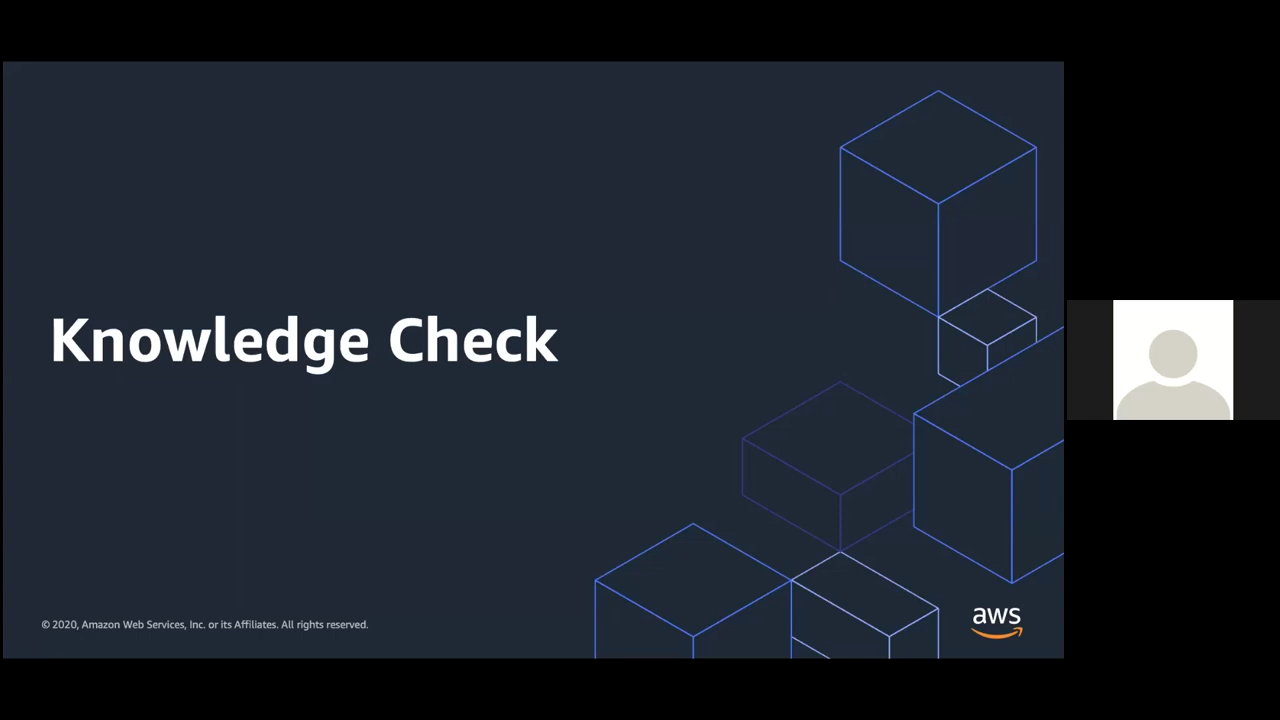 Knowledge Check
© 2020, Amazon Web Services, Inc. or its Affiliates. All rights reserved.
aws